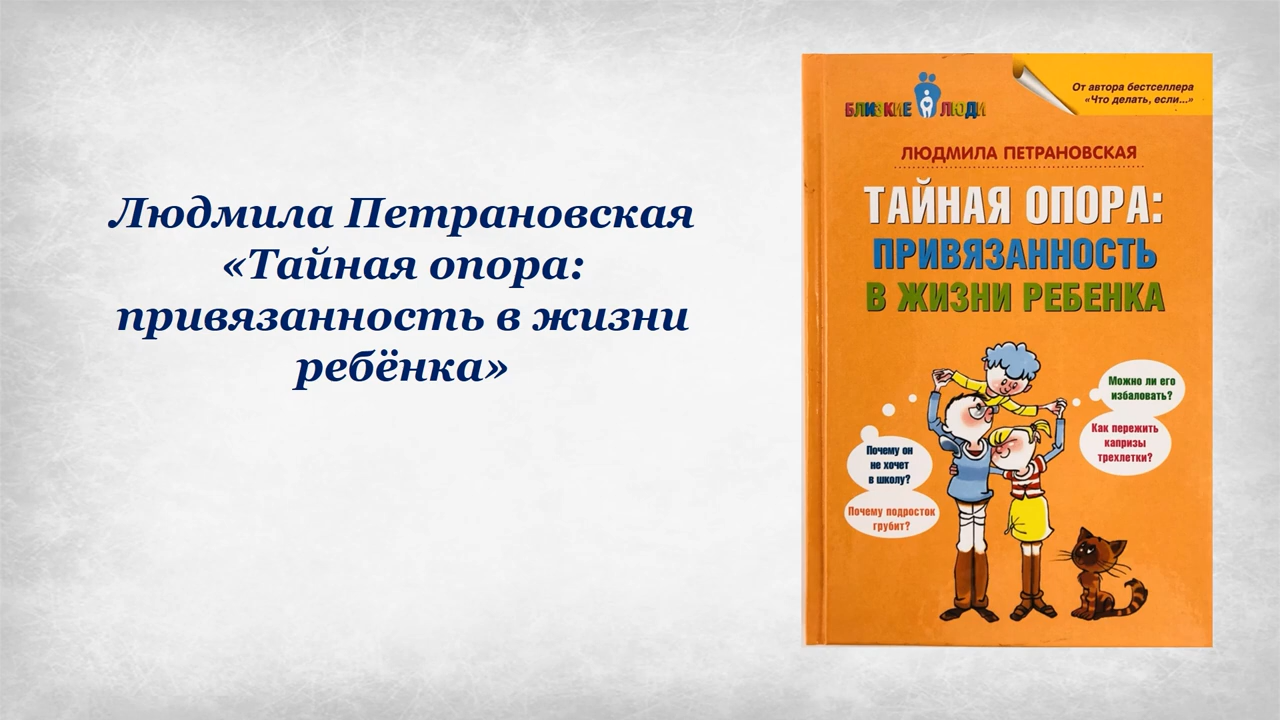 Людмила Петрановская
«Тайная опора:
привязанность в жизни
ребёнка»
От автора бестселлера
«Что делать, если...»
БЛИЗКИЕ ЛЮДИ
ЛЮДМИЛА ПЕТРАНОВСКАЯ
ТАЙНАЯ ОПОРА:
ПРИВЯЗАННОСТЬ
В ЖИЗНИ РЕБЕНКА
Можно ли его
избаловать?
Как пережить
капризы
трехлетки?
Почему он
не хочет
в школу?
Почему подросток
грубит?